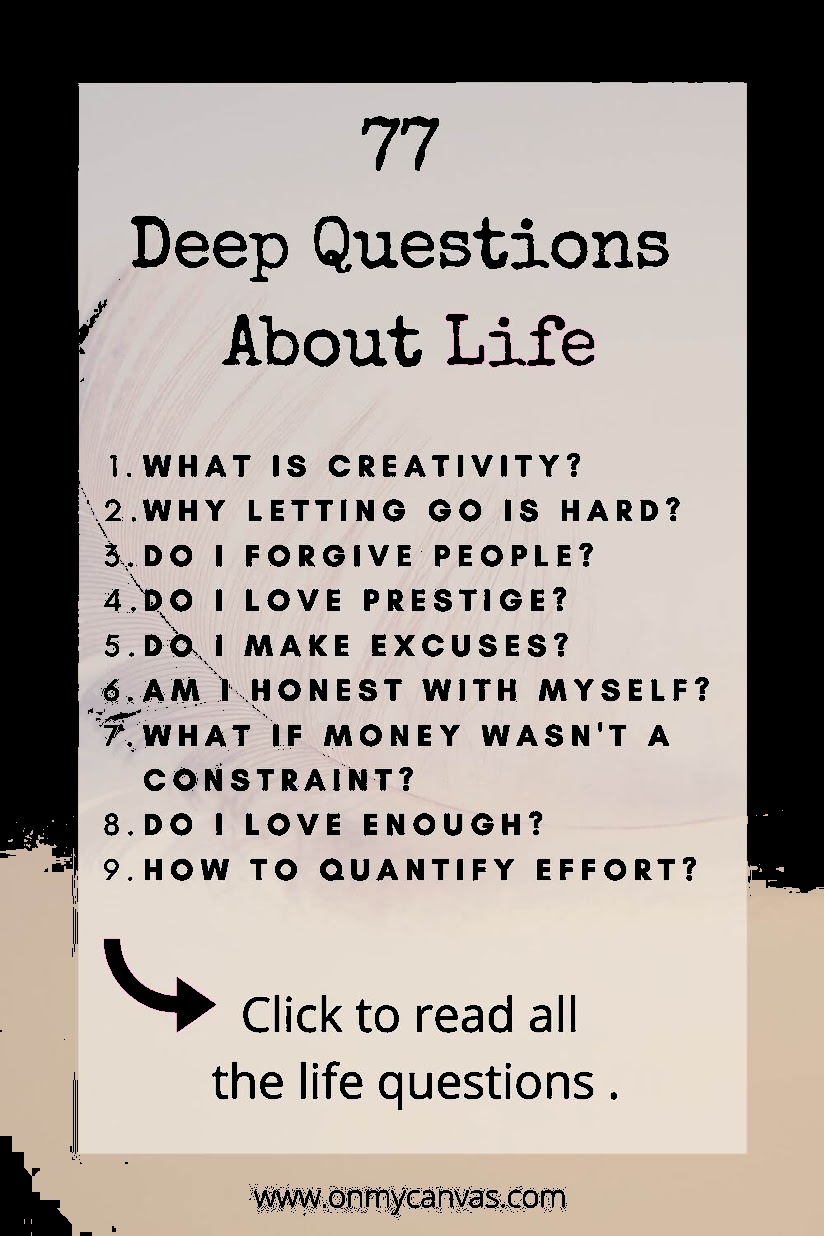 77
Deep Questions
About Life
1. WHAT IS CREATIVITY?
2. WHY LETTING GO IS HARD?
3. DO I FORGIVE PEOPLE?
4. DO I LOVE PRESTIGE?
5. DO I MAKE EXCUSES?
6. AM I HONEST WITH MYSELF?
7. WHAT IF MONEY WASN'T A
CONSTRAINT?
8. DO I LOVE ENOUGH?
9. HOW TO QUANTIFY EFFORT?
Click to read all
the life questions .
www.onmycanvas.com